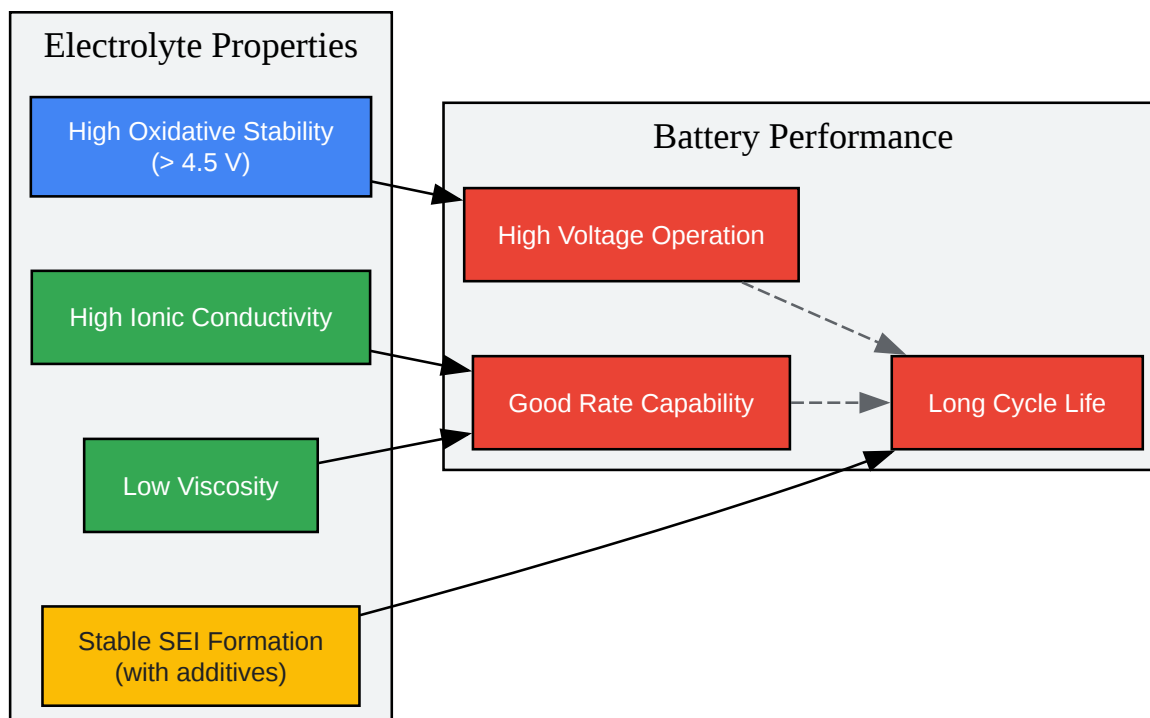 Electrolyte Properties
High Oxidative Stability
(> 4.5 V)
High Ionic Conductivity
Low Viscosity
Stable SEI Formation
(with additives)
Battery Performance
High Voltage Operation
Good Rate Capability
Long Cycle Life